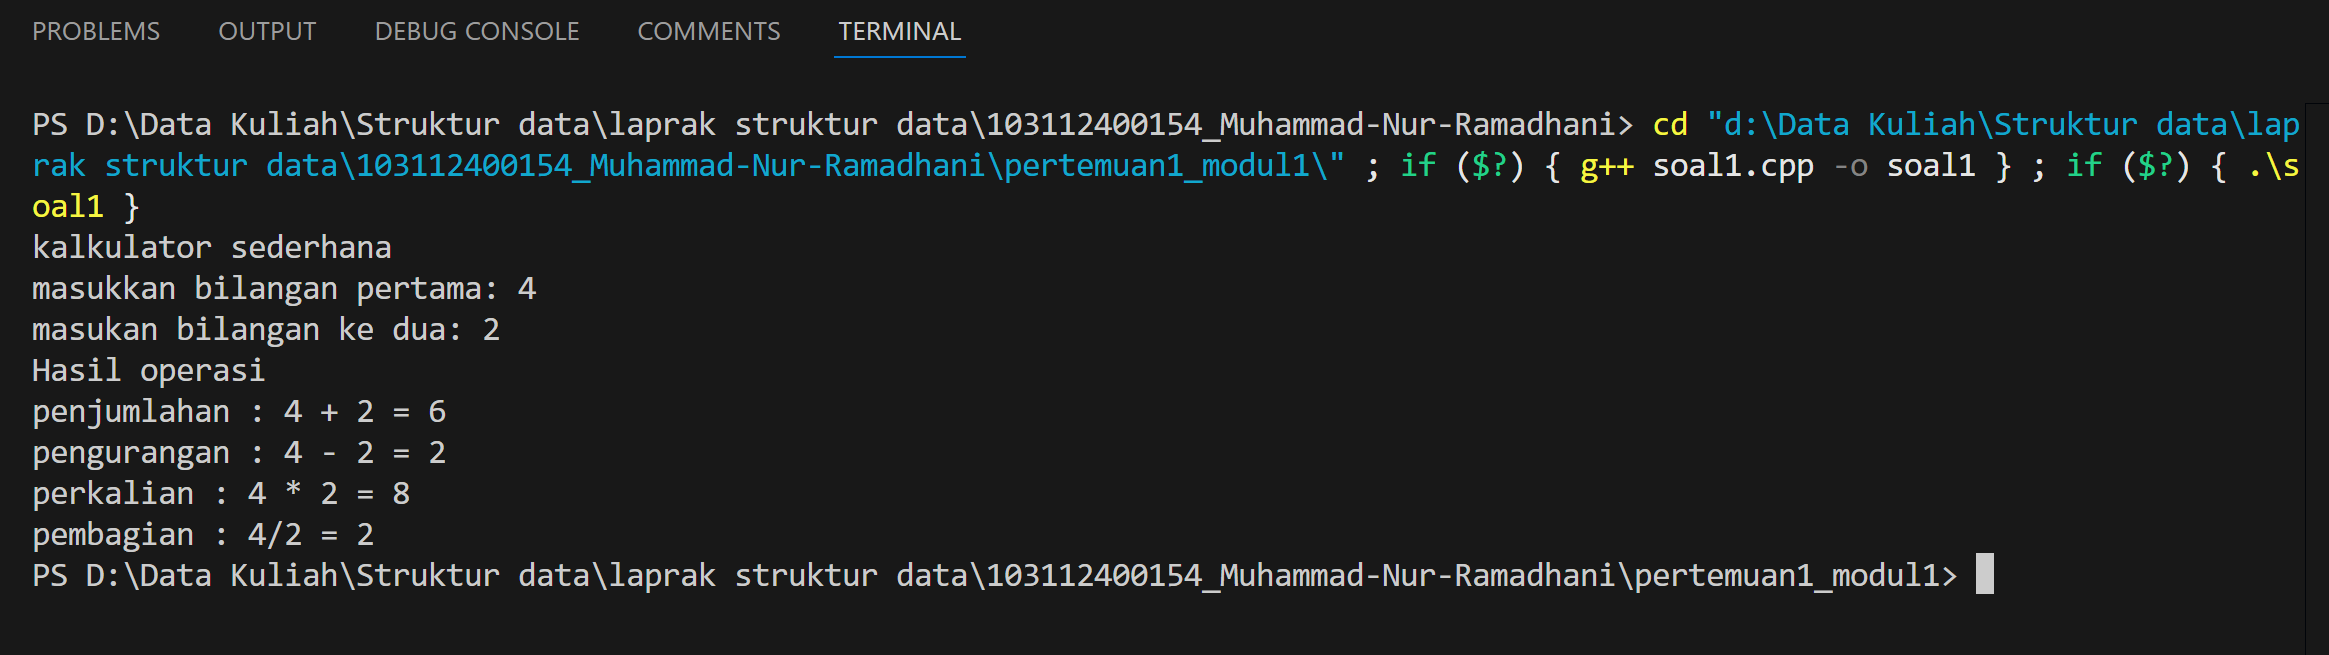 PROBLEMS OUTPUT DEBUG CONSOLE COMMENTS TERMINAL
PS D:\Data Kuliah\Struktur data\laprak struktur data\103112400154_Muhammad-Nur-Ramadhani> cd "d:\Data Kuliah\Struktur data\lap
rak struktur data\103112400154_Muhammad-Nur-Ramadhani\pertemuan1_modul1\" ; if ($?) { g++ soal1.cpp -o soal1 } ; if ($?) { .\s
oal1 }
kalkulator sederhana
masukkan bilangan pertama: 4
masukan bilangan ke dua: 2
Hasil operasi
penjumlahan : 4 + 2 = 6
pengurangan : 4 - 2 = 2
perkalian : 4 * 2 = 8
pembagian : 4/2 = 2
PS D:\Data Kuliah\Struktur data\laprak struktur data\103112400154_Muhammad-Nur-Ramadhani\pertemuan1_modul1>